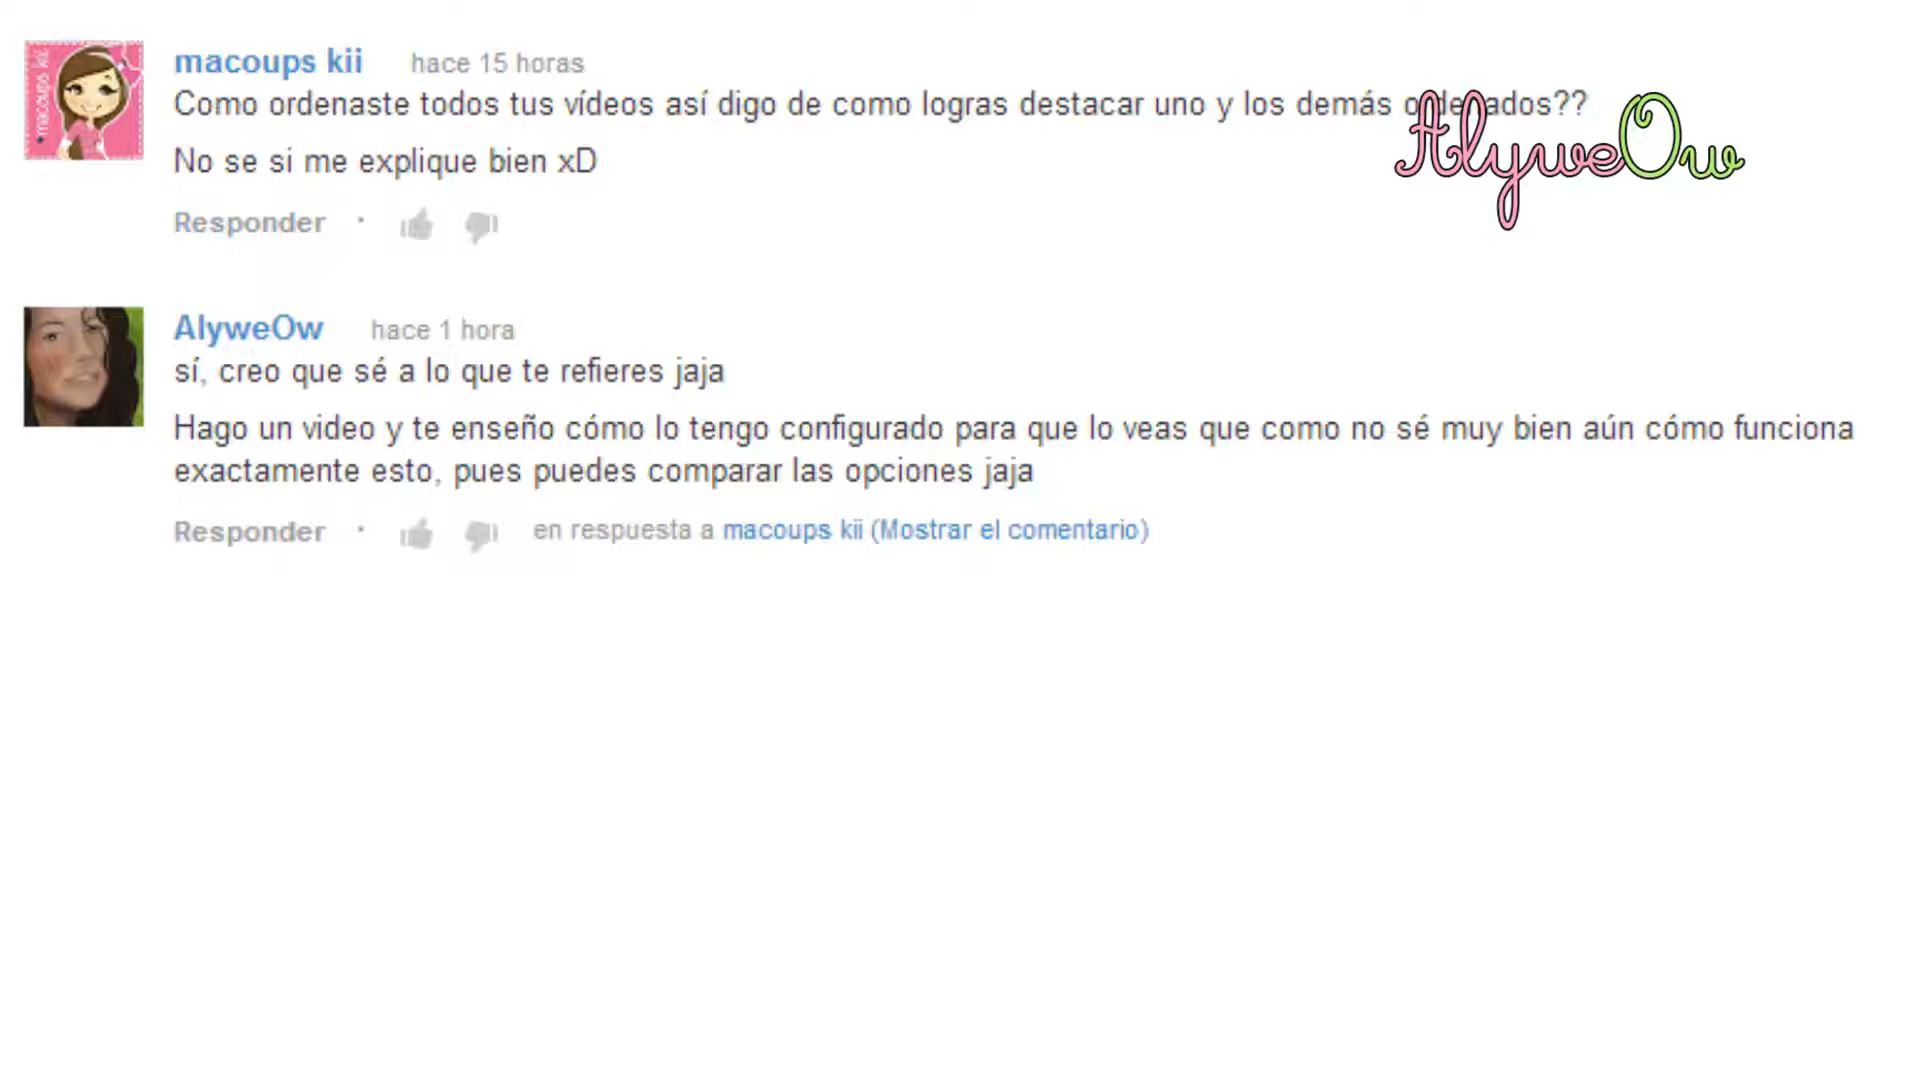 macoups kii hace 15 horas
Como ordenaste todos tus vídeos así digo de como logras destacar uno y los demás ordenados??
No se si me explique bien xD
Responder ·
AlyweOw
macoups kii
AlyweOw hace 1 hora
sí, creo que sé a lo que te refieres jaja
Hago un video y te enseño cómo lo tengo configurado para que lo veas que como no sé muy bien aún cómo funciona
exactamente esto, pues puedes comparar las opciones jaja
Responder · en respuesta a macoups kii (Mostrar el comentario)